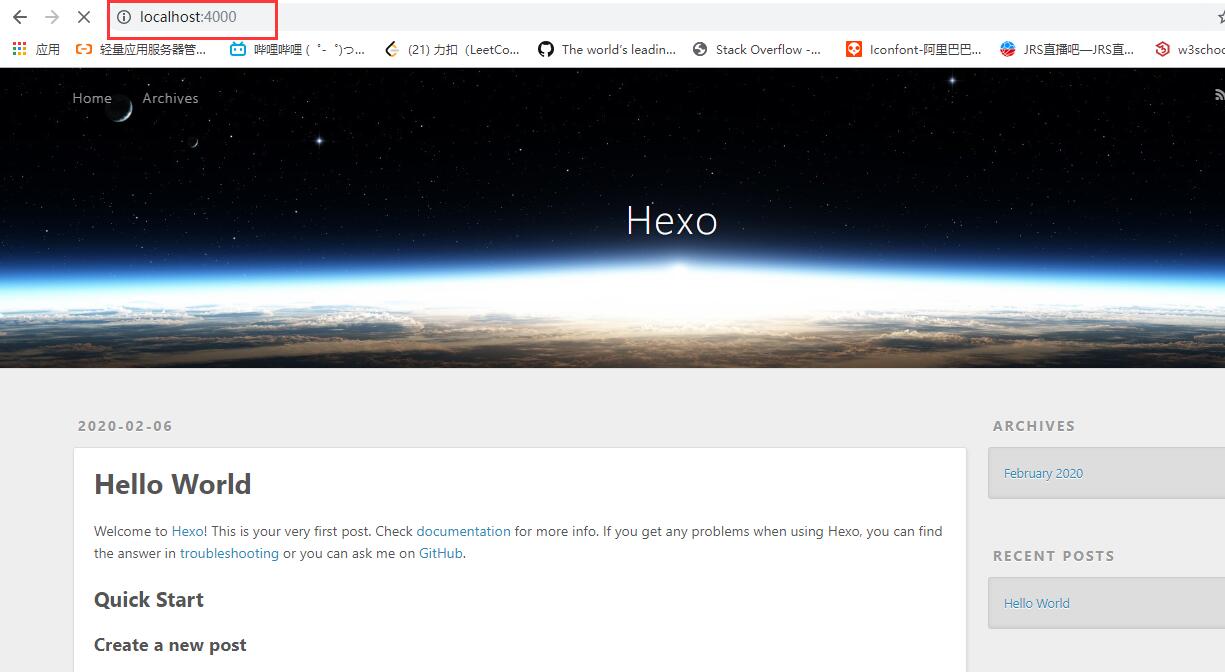 localhost:4000
应用 轻量应用服务器管... 哔哩哔哩 ( ゜- ゜)つ... (21) 力扣（LeetCo... The world's leadin... Stack Overflow -... Iconfont-阿里巴巴... JRS直播吧—JRS直... w3schoo
Home Archives
Hexo
2020-02-06
Hello World
Welcome to Hexo! This is your very first post. Check documentation for more info. If you get any problems when using Hexo, you can find
the answer in troubleshooting or you can ask me on GitHub.
Quick Start
Create a new post
ARCHIVES
February 2020
RECENT POSTS
Hello World